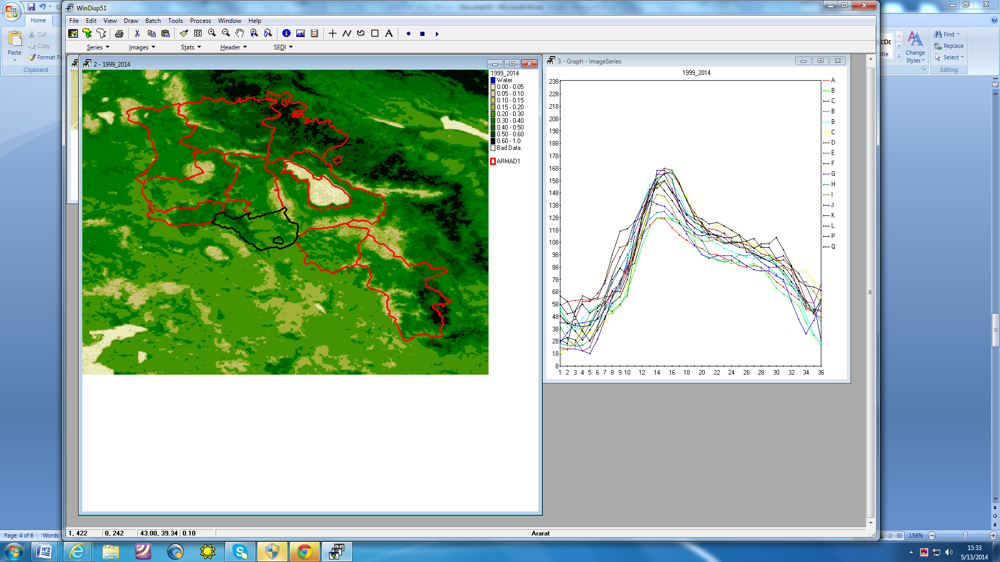 WinDisp51
File Edit View Draw Batch Tools Process Window Help
Series Images Stats Header SEDI
Home
Cut
Copy
Format Pa
Paste
Clipboard
2 - 1999_2014
1999_2014
Water
0.00 - 0.05
0.05 - 0.10
0.10 - 0.15
0.15 - 0.20
0.20 - 0.30
0.30 - 0.40
0.40 - 0.50
0.50 - 0.60
0.60 - 1.0
Bad Data
ARMAD1
3 - Graph - ImageSeries
1999_2014
238
228
218
208
198
188
178
168
158
148
138
128
118
108
98
88
78
68
58
48
38
28
18
8
1 2 3 4 5 6 7 8 9 10 12 14 16 18 20 22 24 26 28 30 32 34 36
A
B
C
B
B
C
D
E
F
G
H
I
J
K
L
P
Q
Change
Styles
Find
Replace
Select
Editing
1, 422 0, 242 43.00, 39.34 0.10 Ararat
Page: 4 of 6 Words:
156%
15:33
5/13/2014